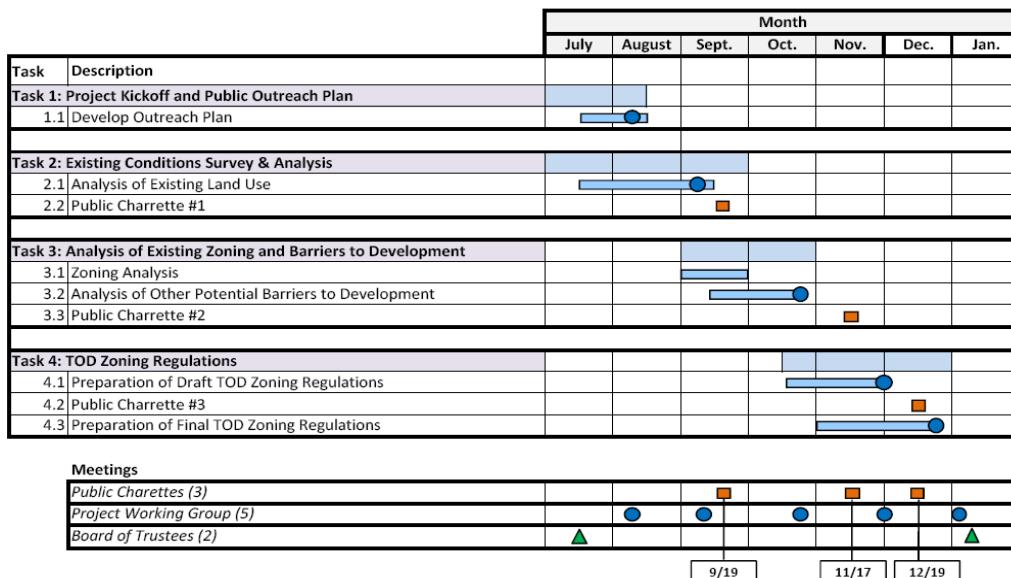 Month
July August Sept. Oct. Nov. Dec. Jan.
Task Description
Task 1: Project Kickoff and Public Outreach Plan
1.1 Develop Outreach Plan
Task 2: Existing Conditions Survey & Analysis
2.1 Analysis of Existing Land Use
2.2 Public Charrette #1
Task 3: Analysis of Existing Zoning and Barriers to Development
3.1 Zoning Analysis
3.2 Analysis of Other Potential Barriers to Development
3.3 Public Charrette #2
Task 4: TOD Zoning Regulations
4.1 Preparation of Draft TOD Zoning Regulations
4.2 Public Charrette #3
4.3 Preparation of Final TOD Zoning Regulations
Meetings
Public Charettes (3)
Project Working Group (5)
Board of Trustees (2)
9/19 11/17 12/19